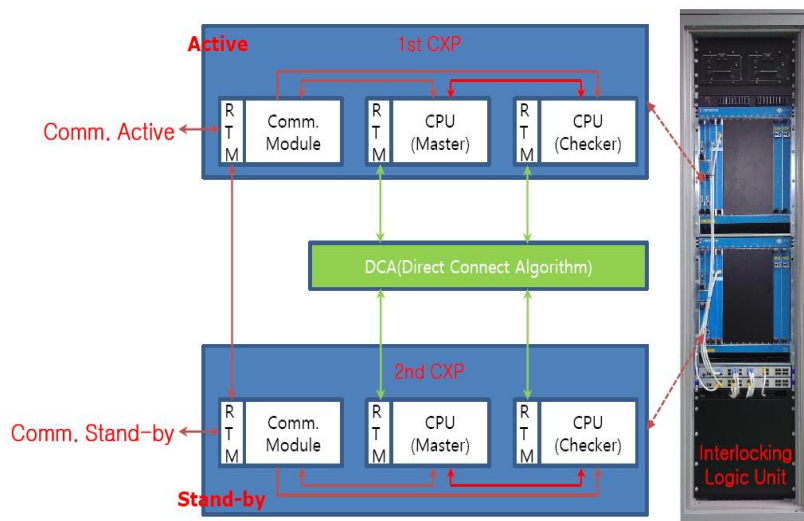 Active
1st CXP
Comm. Active
R
T
M
Comm.
Module
R
T
M
CPU
(Master)
R
T
M
CPU
(Checker)
DCA(Direct Connect Algorithm)
2nd CXP
Comm. Stand-by
R
T
M
Comm.
Module
R
T
M
CPU
(Master)
R
T
M
CPU
(Checker)
Stand-by
Interlocking
Logic Unit